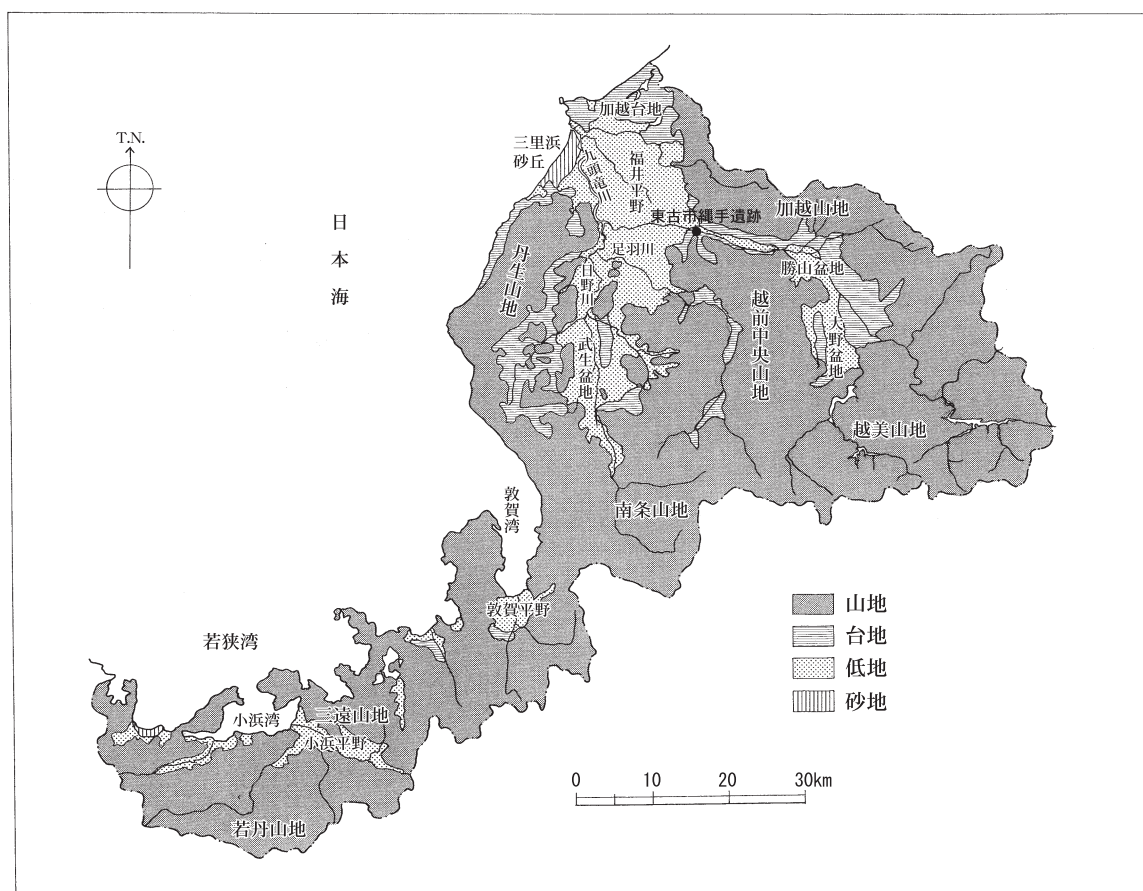 T.N.
日本海
三里浜
砂丘
加越台地
九頭竜川
福井平野
東古市縄手遺跡
加越山地
足羽川
勝山盆地
丹生山地
日野川
越前中央山地
大野盆地
武生盆地
越美山地
敦賀湾
南条山地
敦賀平野
若狭湾
小浜湾
三遠山地
小浜平野
若丹山地
山地
台地
低地
砂地
0 10 20 30km